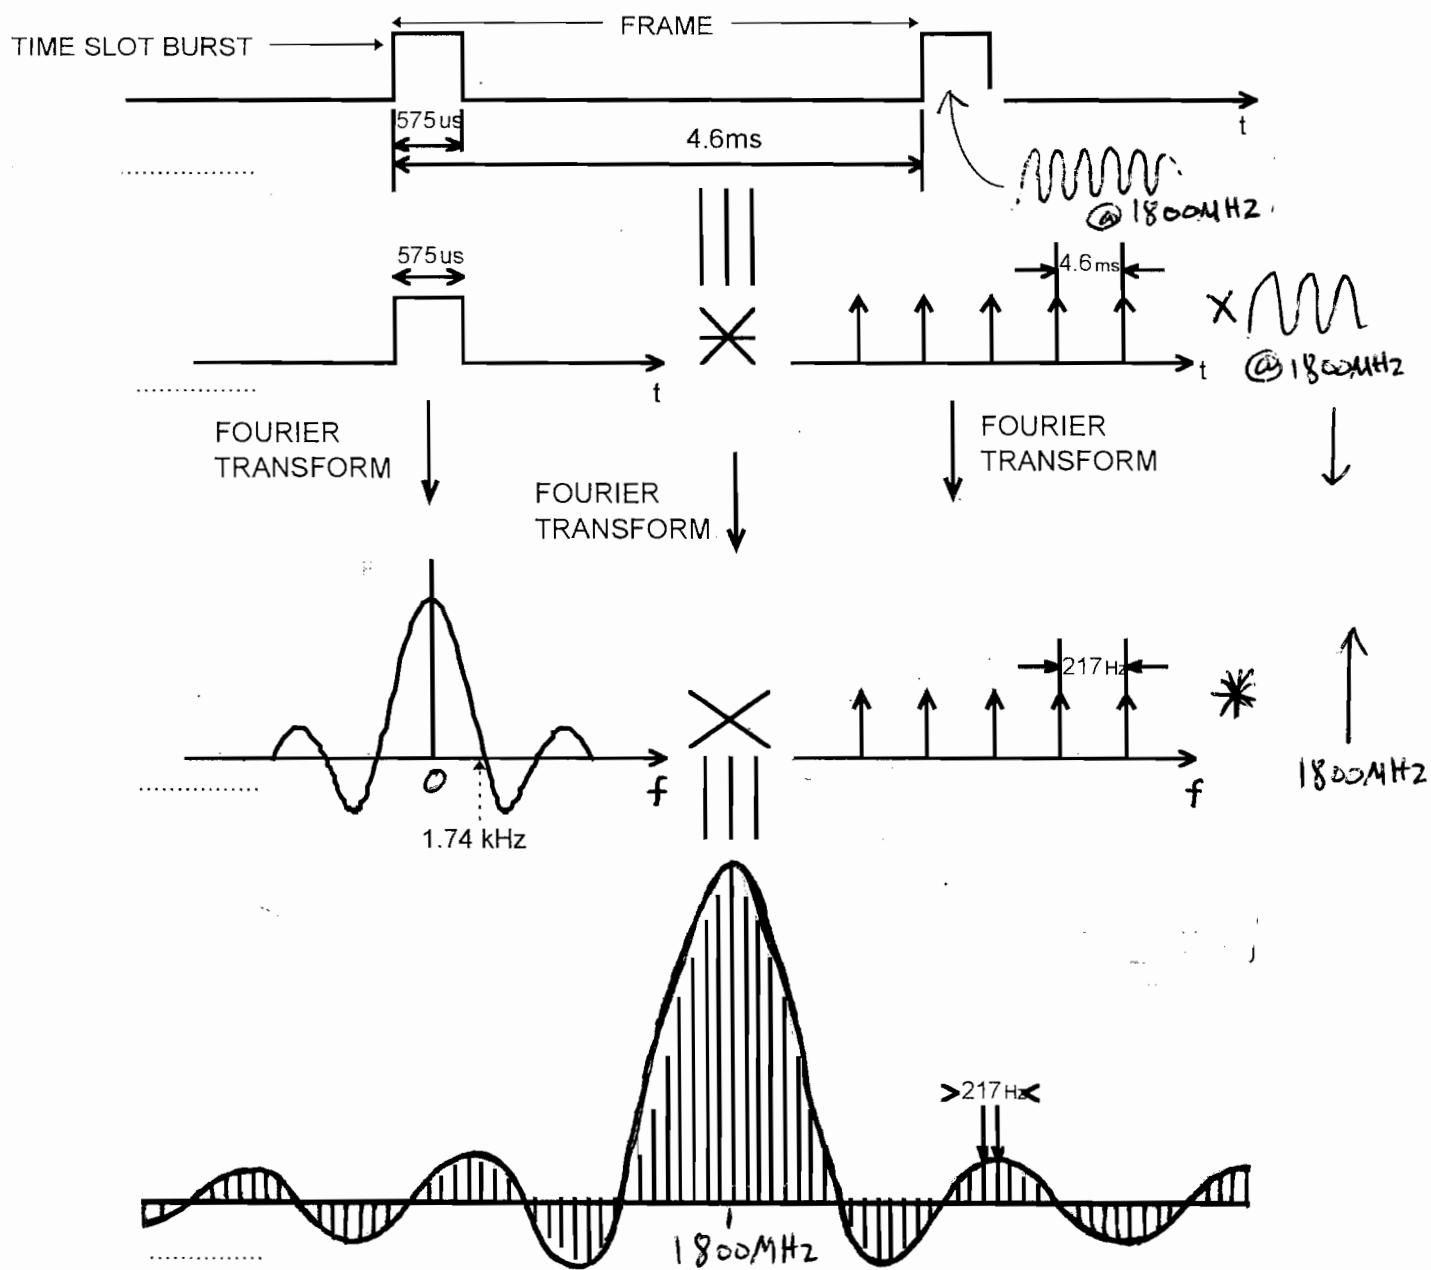 FRAME
TIME SLOT BURST
575us
4.6ms
t
@ 1800MHz
575us
4.6ms
X
t
t
@ 1800MHz
FOURIER
TRANSFORM
FOURIER
TRANSFORM
FOURIER
TRANSFORM
217Hz
0
f
f
1800MHz
1.74 kHz
>217Hz<
1800MHz